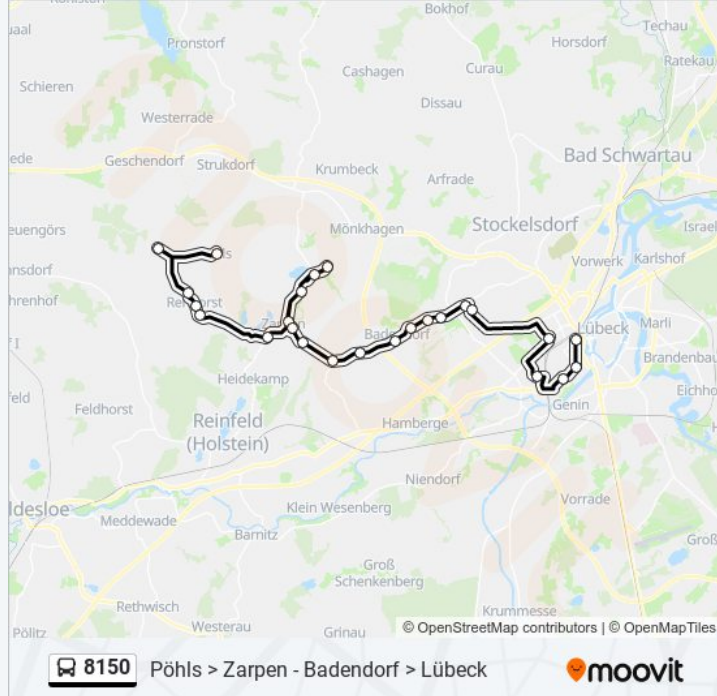 Bokhof
Techau
Pronstorf
Horsdorf
Ratekau
Cashagen
Curau
Schieren
Dissau
Westerrade
Bad Schwartau
Geschendorf
Strukdorf
Krumbeck
Arfrade
Stockelsdorf
Mönkhagen
Israel
Vorwerk
Karlshof
Lübeck
Marli
Brandenbau
Heidekamp
Feldhorst
Reinfeld
(Holstein)
Genin
Hamberge
Niendorf
Klein Wesenberg
Vorrade
Meddewade
Barnitz
Groß
Schenkenberg
Rethwisch
Krummesse
Westerau
Pölitz
Grinau
© OpenStreetMap contributors | © OpenMapTiles
8150 Pöhls > Zarpen - Badendorf > Lübeck
moovit